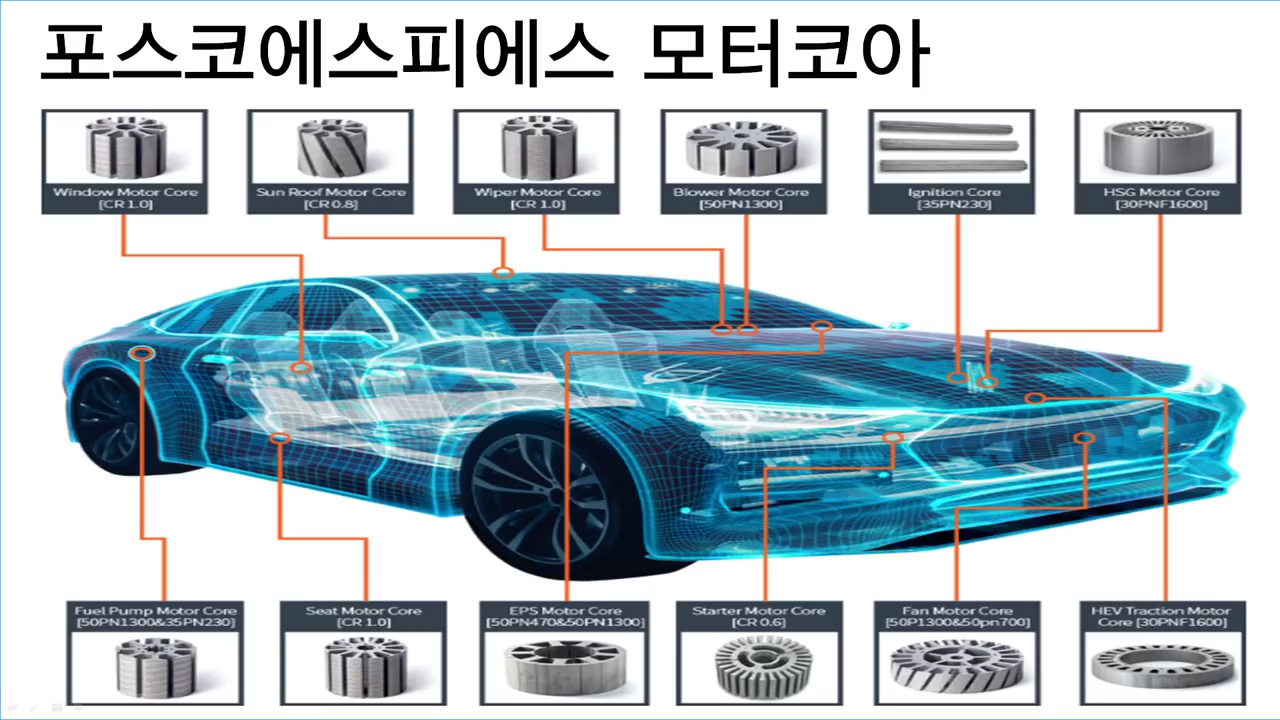 포스코에스피에스 모터코아
Window Motor Core
[CR 1.0]
Sun Roof Motor Core
[CR 0.8]
Wiper Motor Core
[CR 1.0]
Blower Motor Core
[50PN1300]
Ignition Core
[35PN230]
HSG Motor Core
[30PNF1600]
Fuel Pump Motor Core
[50PN1300&35PN230]
Seat Motor Core
[CR 1.0]
EPS Motor Core
[50PN470&50PN1300]
Starter Motor Core
[CR 0.6]
Fan Motor Core
[50P1300&50pn700]
HEV Traction Motor
Core [30PNF1600]